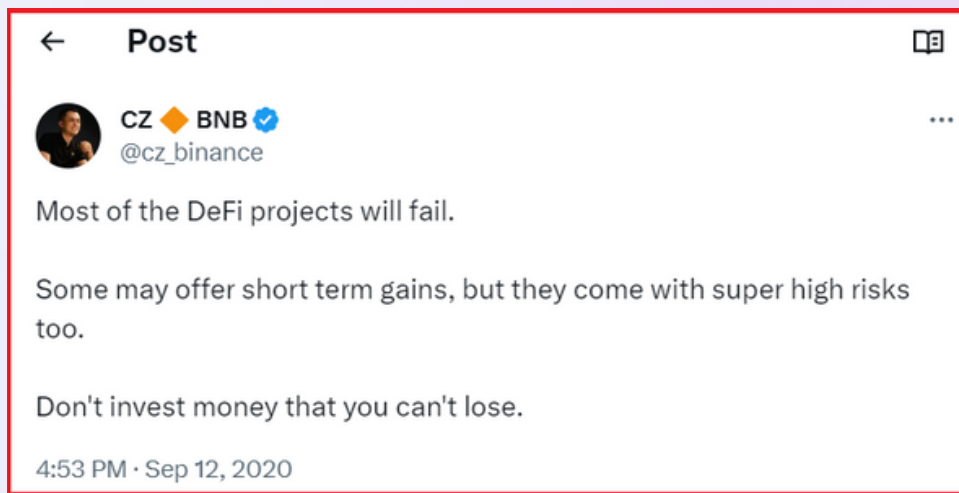 Post
CZ 🔶 BNB
@cz_binance
Most of the DeFi projects will fail.
Some may offer short term gains, but they come with super high risks
too.
Don't invest money that you can't lose.
4:53 PM · Sep 12, 2020